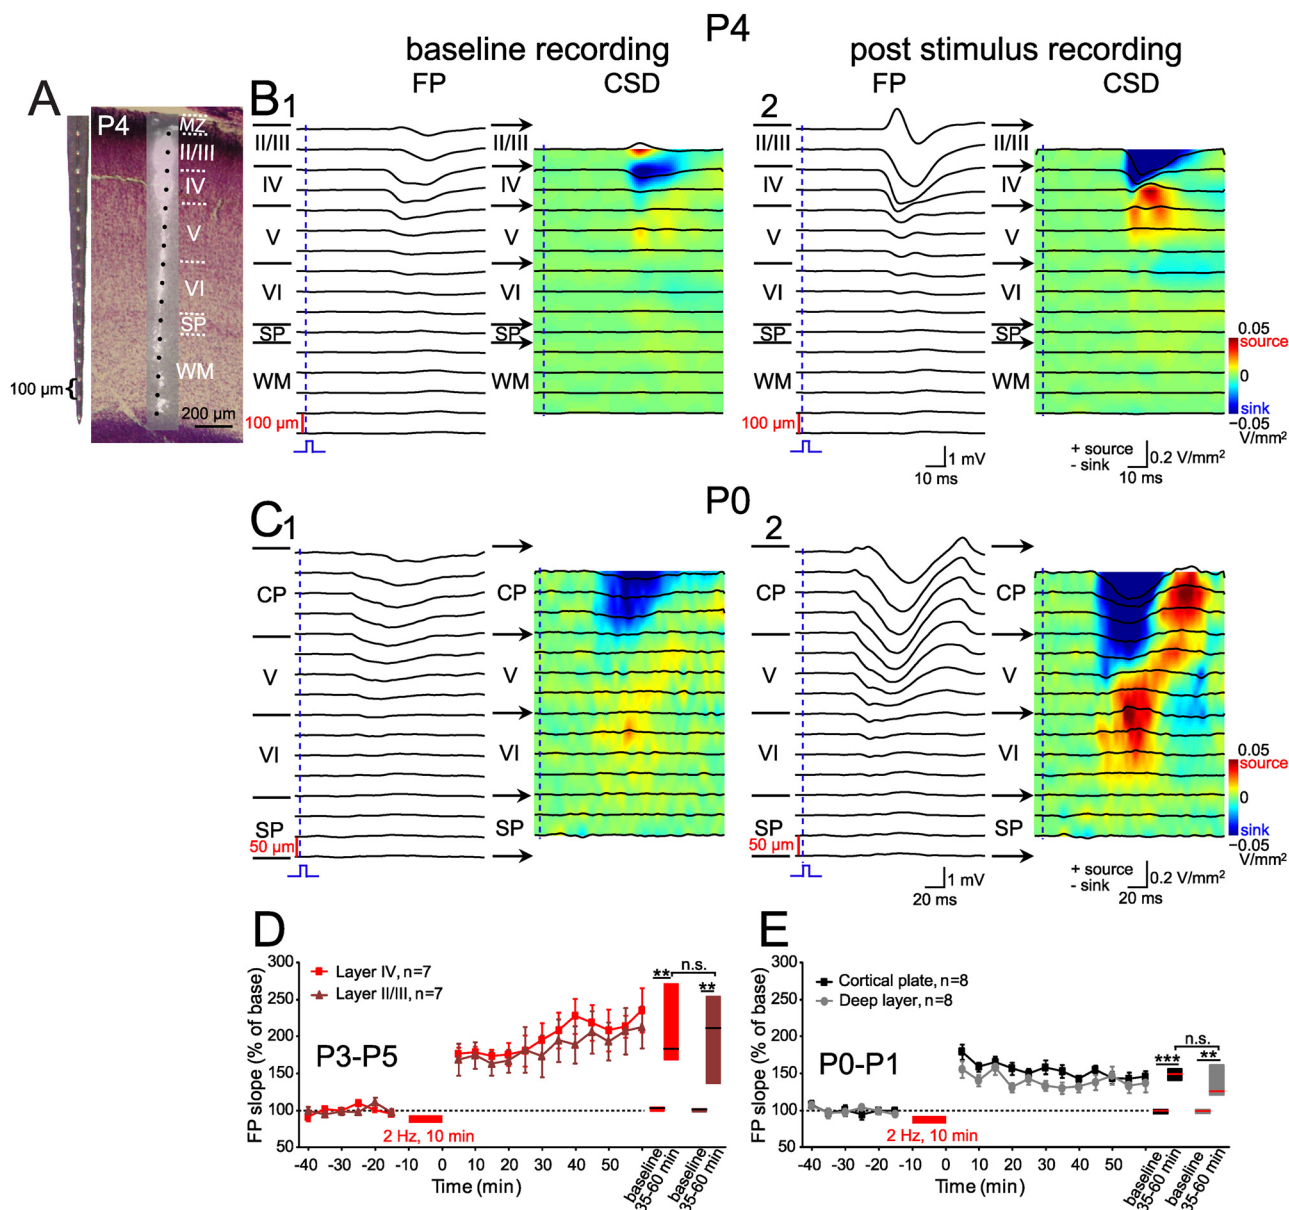 P4
baseline recording
post stimulus recording
FP
CSD
FP
CSD
A
P4
MZ
II/III
IV
V
VI
SP
WM
100 µm
200 µm
B1
II/III
IV
V
VI
SP
WM
100 µm
II/III
IV
V
VI
SP
WM
2
II/III
IV
V
VI
SP
WM
100 µm
1 mV
10 ms
II/III
IV
V
VI
SP
WM
0.05
source
0
sink
−0.05
V/mm²
+ source
- sink
0.2 V/mm²
10 ms
P0
C1
CP
V
VI
SP
50 µm
CP
V
VI
SP
2
CP
V
VI
SP
50 µm
1 mV
20 ms
CP
V
VI
SP
0.05
source
0
sink
−0.05
V/mm²
+ source
- sink
0.2 V/mm²
20 ms
D
FP slope (% of base)
300
250
200
150
100
50
Layer IV, n=7
Layer II/III, n=7
P3-P5
2 Hz, 10 min
** n.s.
**
-40 -30 -20 -10 0 10 20 30 40 50
Time (min)
baseline
35-60 min
baseline
35-60 min
E
FP slope (% of base)
300
250
200
150
100
50
Cortical plate, n=8
Deep layer, n=8
P0-P1
2 Hz, 10 min
n.s.
*** **
-40 -30 -20 -10 0 10 20 30 40 50
Time (min)
baseline
35-60 min
baseline
35-60 min